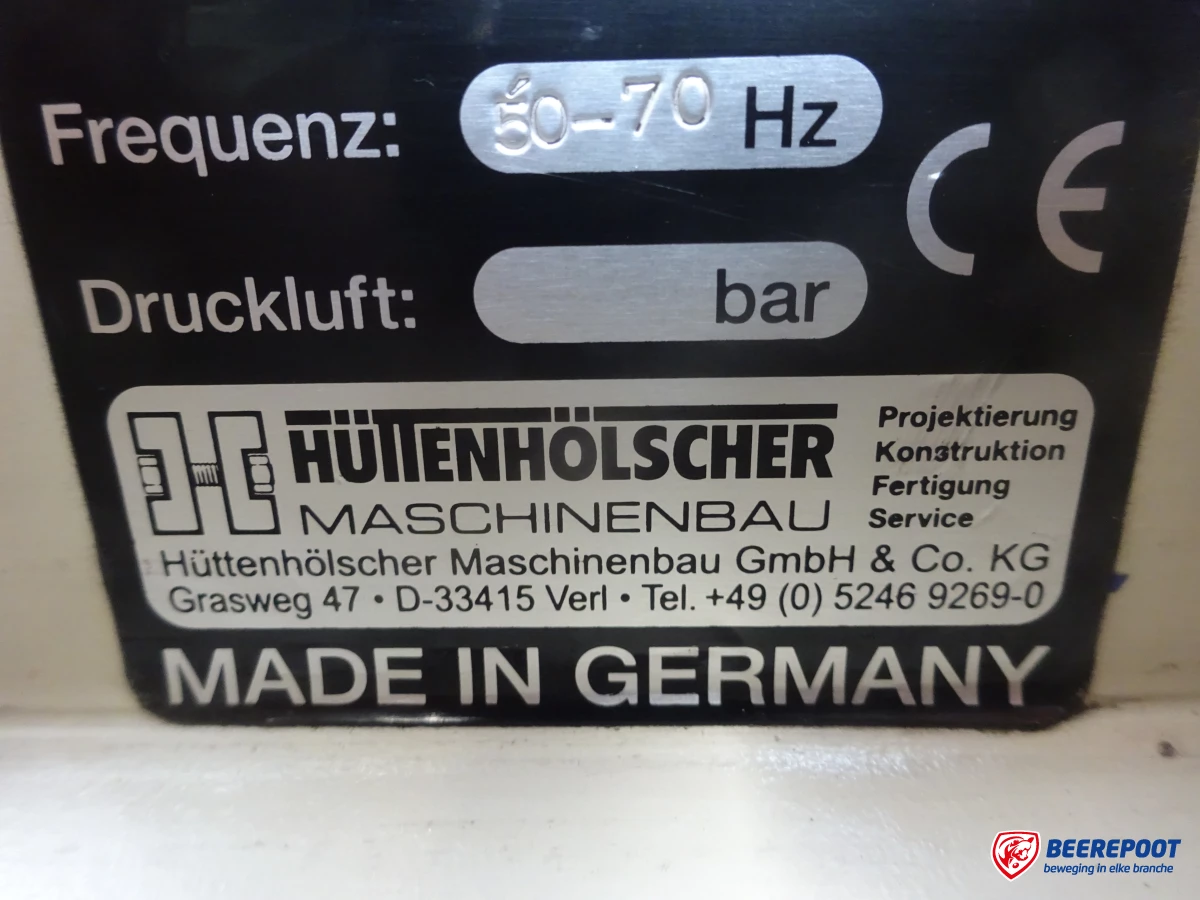 Frequenz: 50-70 Hz
CE
Druckluft: bar
HÜTTENHÖLSCHER
MASCHINENBAU
Projektierung
Konstruktion
Fertigung
Service
Hüttenhölscher Maschinenbau GmbH & Co. KG
Grasweg 47 • D-33415 Verl • Tel. +49 (0) 5246 9269-0
MADE IN GERMANY
BEEREPOOT
beweging in elke branche